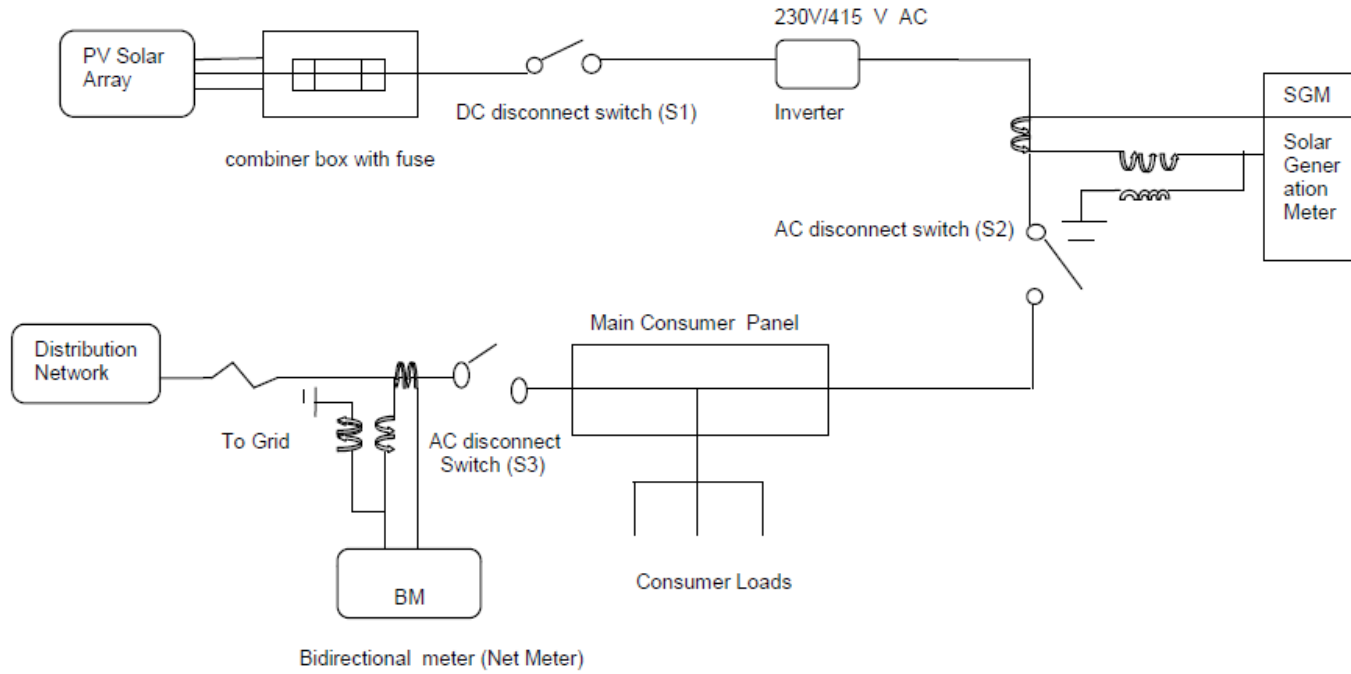 230V/415 V AC
PV Solar
Array
SGM
DC disconnect switch (S1)
Inverter
Solar
Gener
ation
Meter
combiner box with fuse
AC disconnect switch (S2)
Main Consumer Panel
Distribution
Network
To Grid
AC disconnect
Switch (S3)
Consumer Loads
BM
Bidirectional meter (Net Meter)